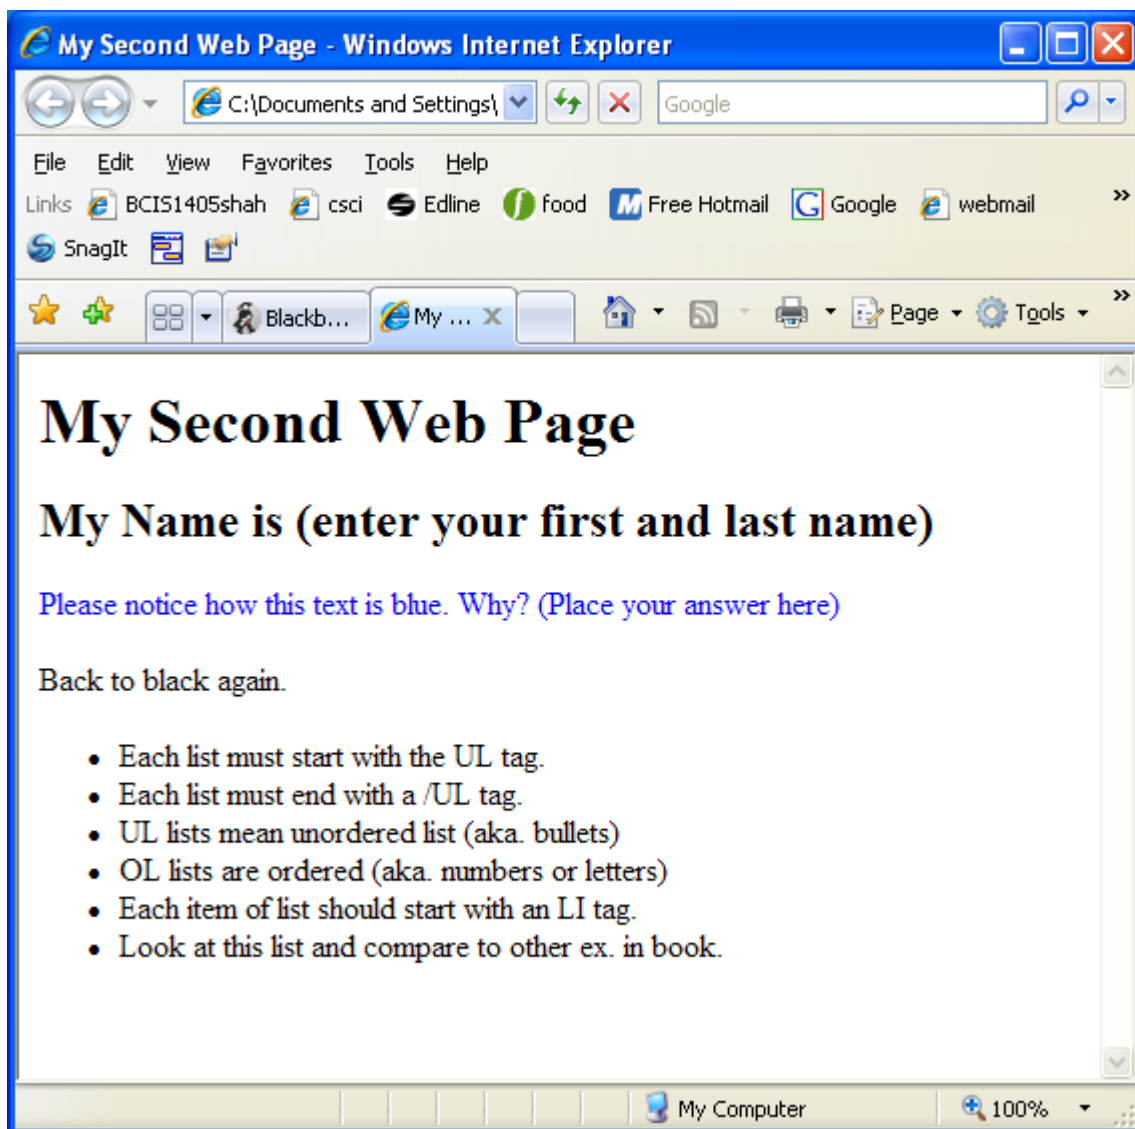 My Second Web Page - Windows Internet Explorer
C:\Documents and Settings\ Google
File Edit View Favorites Tools Help
Links BCIS1405shah csci Edline food Free Hotmail Google webmail »
SnagIt
Blackb... My ... Page Tools »
My Second Web Page
My Name is (enter your first and last name)
Please notice how this text is blue. Why? (Place your answer here)
Back to black again.
• Each list must start with the UL tag.
• Each list must end with a /UL tag.
• UL lists mean unordered list (aka. bullets)
• OL lists are ordered (aka. numbers or letters)
• Each item of list should start with an LI tag.
• Look at this list and compare to other ex. in book.
My Computer 100%